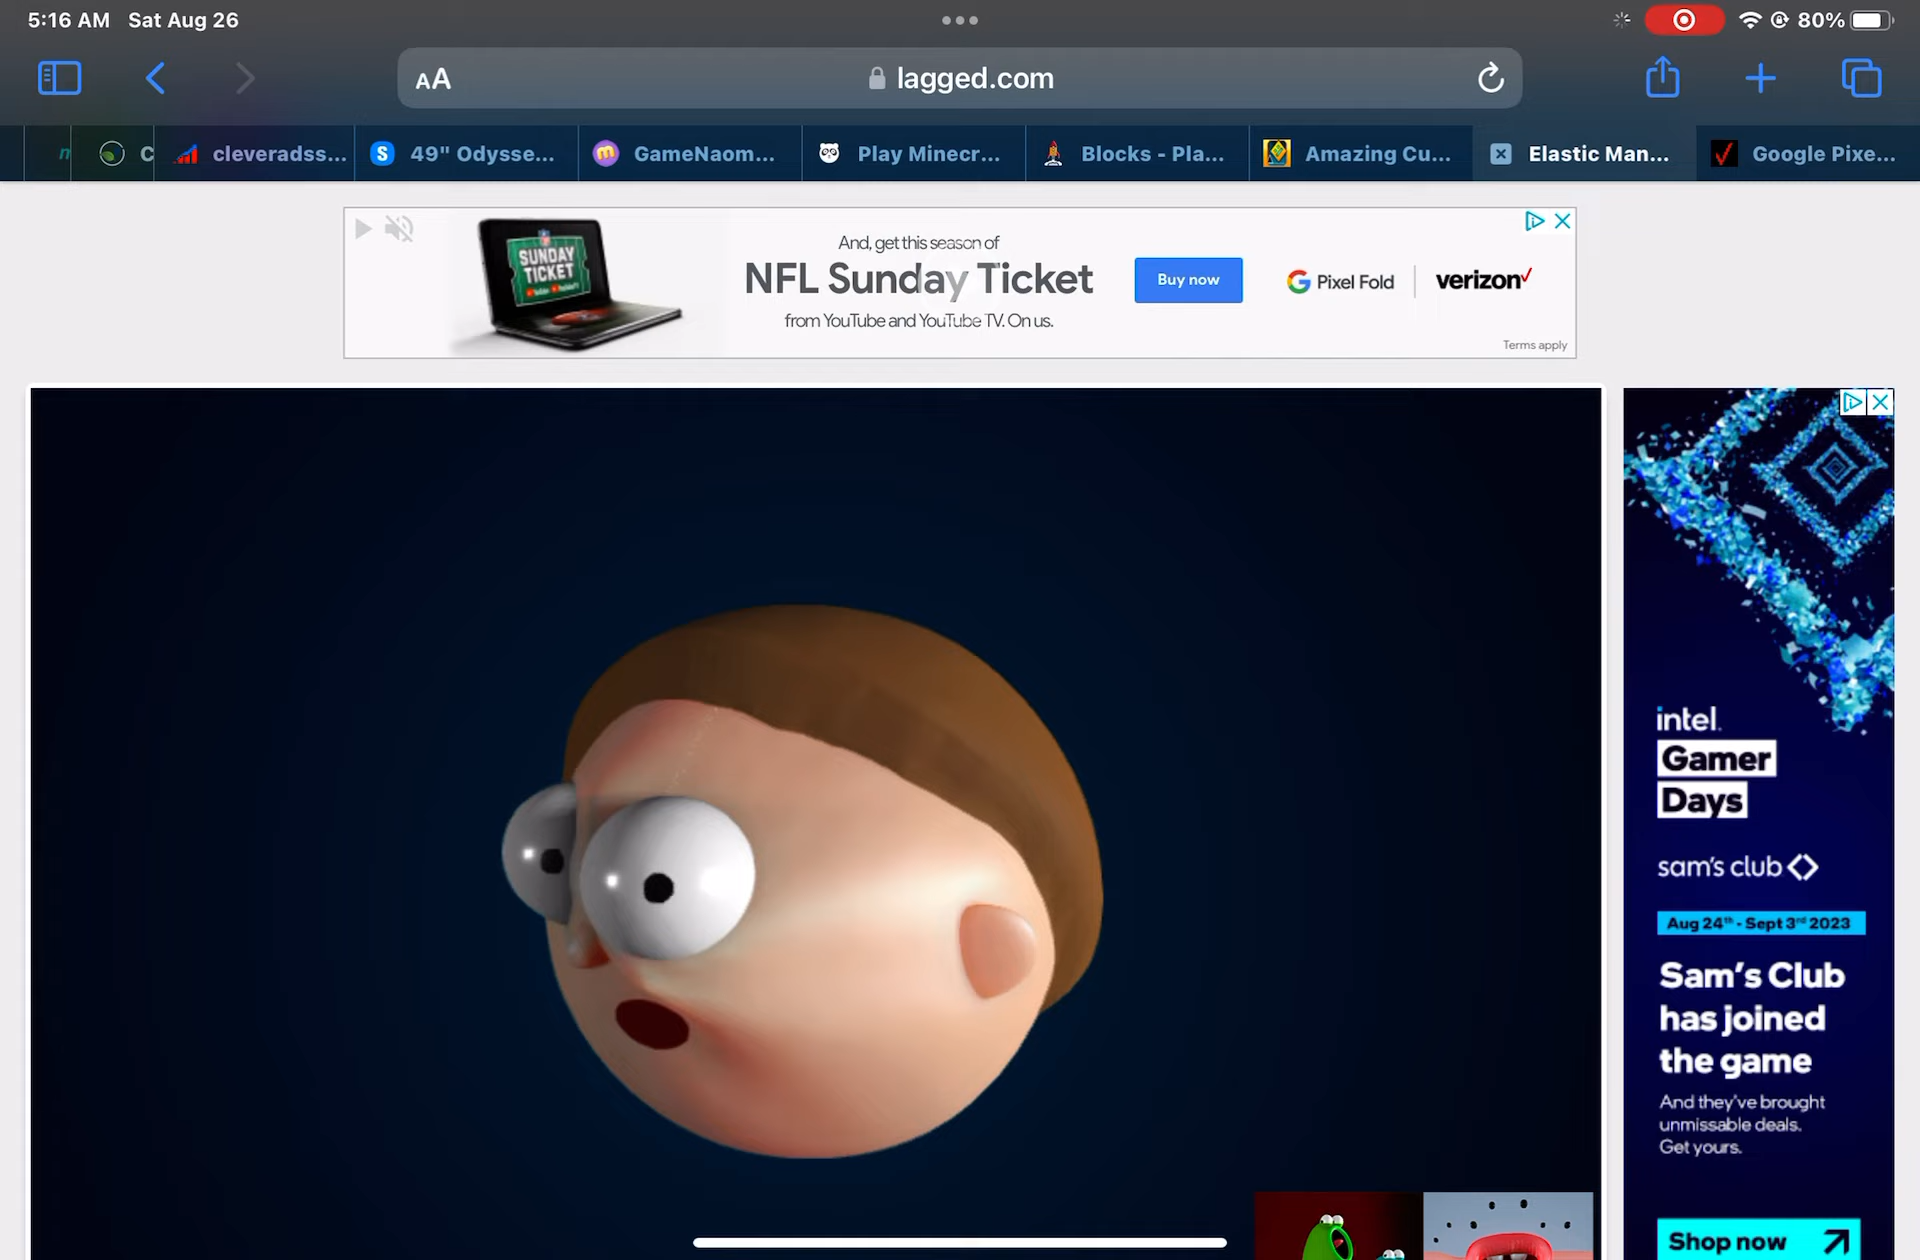 5:16 AM Sat Aug 26
80%
AA
lagged.com
n
C
cleveradss...
S
49" Odysse...
GameNaom...
Play Minecr...
Blocks - Pla...
Amazing Cu...
Elastic Man...
Google Pixe...
SUNDAY
TICKET
And, get this season of
NFL Sunday Ticket
from YouTube and YouTube TV. On us.
Buy now
G Pixel Fold
verizon✓
Terms apply
intel.
Gamer
Days
sam's club
Aug 24th - Sept 3rd 2023
Sam's Club
has joined
the game
And they've brought
unmissable deals.
Get yours.
Shop now